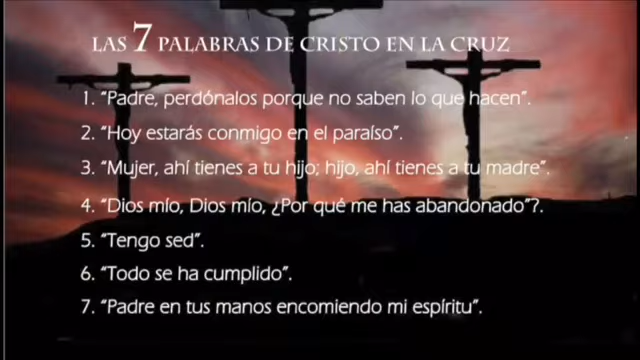 LAS 7 PALABRAS DE CRISTO EN LA CRUZ
1. “Padre, perdónalos porque no saben lo que hacen”.
2. “Hoy estarás conmigo en el paraíso”.
3. “Mujer, ahí tienes a tu hijo; hijo, ahí tienes a tu madre”.
4. “Dios mío, Dios mío, ¿Por qué me has abandonado”?.
5. “Tengo sed”.
6. “Todo se ha cumplido”.
7. “Padre en tus manos encomiendo mi espíritu”.